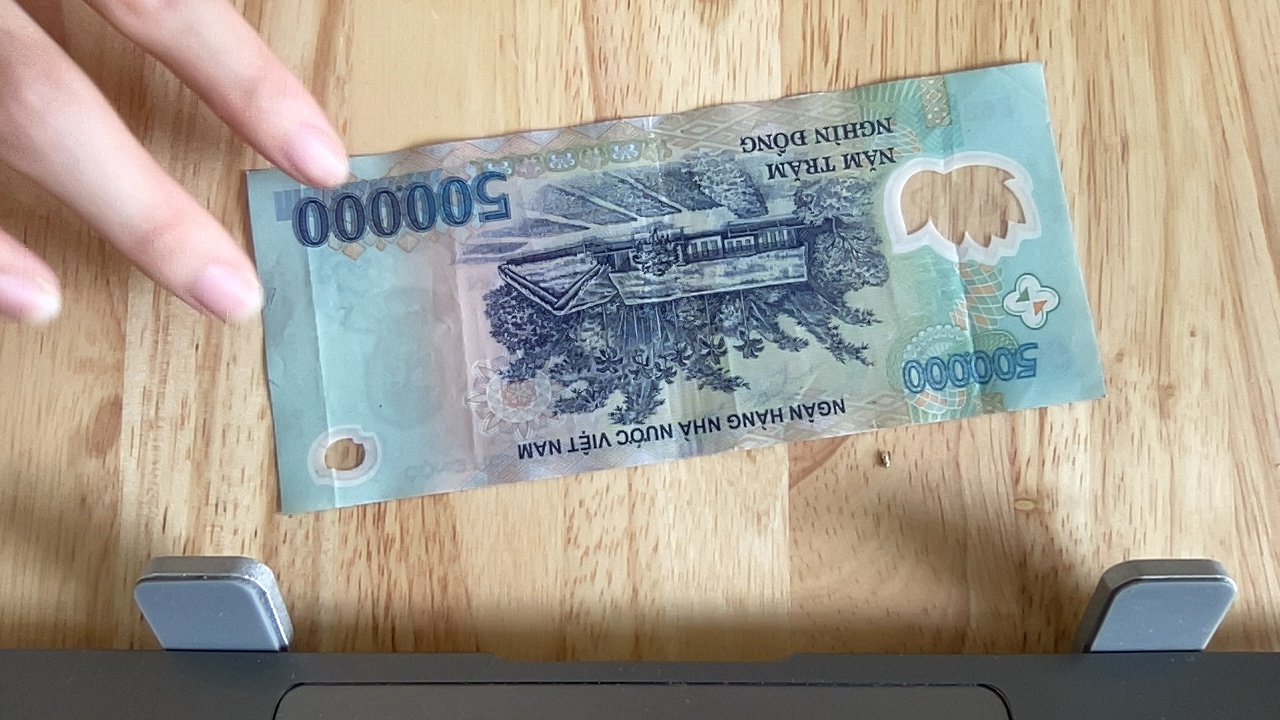 NGÂN HÀNG NHÀ NƯỚC VIỆT NAM
500000
NĂM TRĂM
NGHÌN ĐỒNG
500000